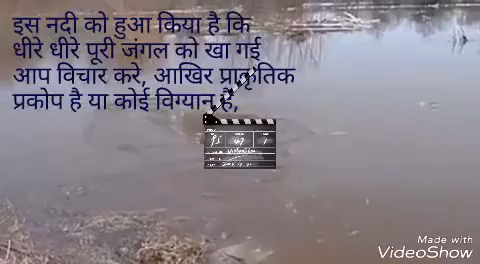 इस नदी को हुआ किया है कि
धीरे धीरे पूरी जंगल को खा गई
आप विचार करे, आखिर प्राकृतिक
प्रकोप है या कोई विग्यान है,
Made with
VideoShow